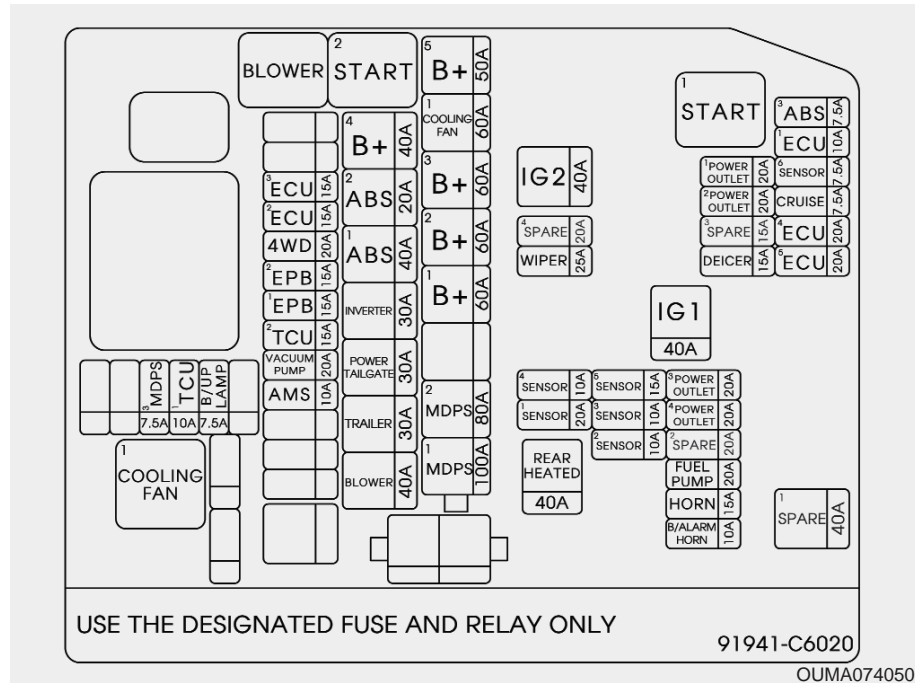 BLOWER
2
START
5
B+ 50A
1
COOLING
FAN 60A
3
B+ 60A
2
B+ 60A
1
B+ 60A
2
MDPS 80A
1
MDPS 100A
4
B+ 40A
2
ABS 20A
1
ABS 40A
INVERTER 30A
POWER
TAILGATE 30A
TRAILER 30A
BLOWER 40A
3 ECU 15A
2 ECU 15A
4WD 20A
2 EPB 15A
1 EPB 15A
2 TCU 15A
VACUUM
PUMP 20A
AMS 10A
3 MDPS 7.5A
1 TCU 10A
B/UP
LAMP 7.5A
1
COOLING
FAN
IG2 40A
4 SPARE 20A
WIPER 25A
1
START
3 ABS 7.5A
1 ECU 10A
6 SENSOR 7.5A
CRUISE 7.5A
4 ECU 20A
5 ECU 20A
1 POWER
OUTLET 20A
2 POWER
OUTLET 20A
3 SPARE 15A
DEICER 15A
IG1
40A
4 SENSOR 10A
5 SENSOR 15A
3 POWER
OUTLET 20A
1 SENSOR 20A
3 SENSOR 10A
4 POWER
OUTLET 20A
2 SENSOR 10A
2 SPARE 20A
REAR
HEATED
40A
FUEL
PUMP 20A
HORN 15A
B/ALARM
HORN 10A
1
SPARE 40A
USE THE DESIGNATED FUSE AND RELAY ONLY
91941-C6020
OUMA074050